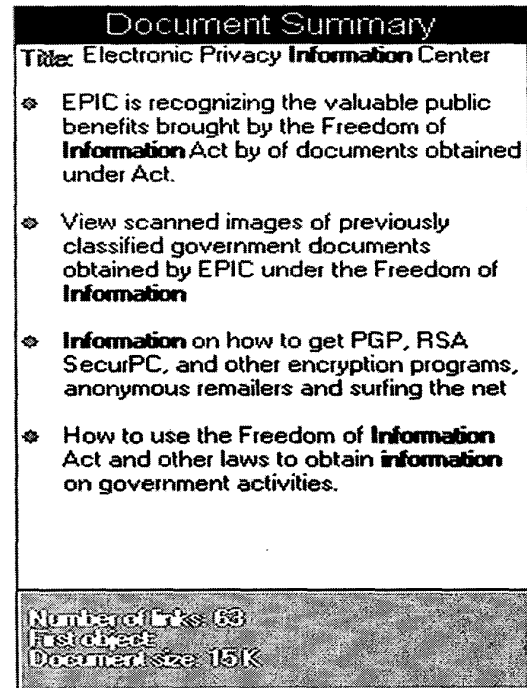 Document Summary
Title: Electronic Privacy Information Center
EPIC is recognizing the valuable public
benefits brought by the Freedom of
Information Act by of documents obtained
under Act.
View scanned images of previously
classified government documents
obtained by EPIC under the Freedom of
Information
Information on how to get PGP, RSA
SecurPC, and other encryption programs,
anonymous remailers and surfing the net
How to use the Freedom of Information
Act and other laws to obtain information
on government activities.
Number of links: 63
First object:
Document size: 15 K